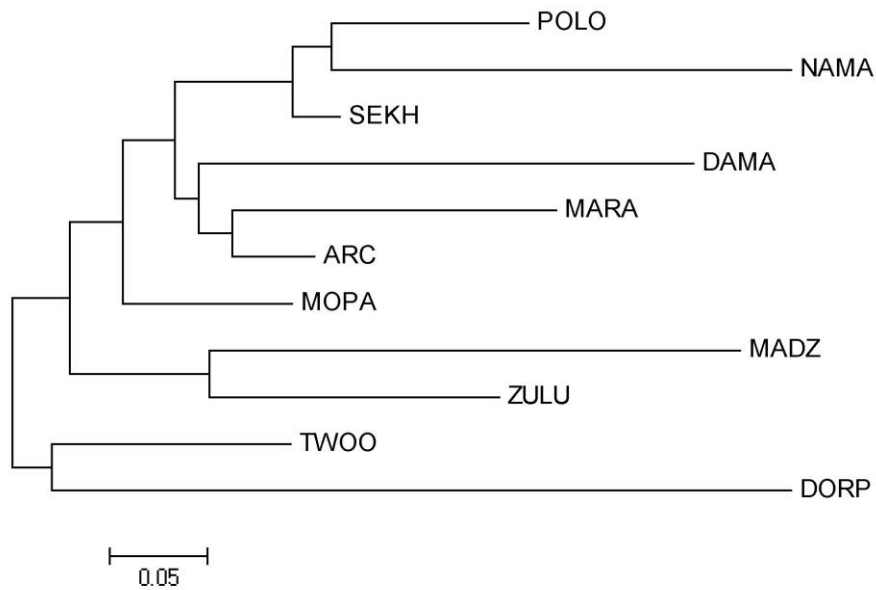 POLO
NAMA
SEKH
DAMA
MARA
ARC
MOPA
MADZ
ZULU
TWOO
DORP
0.05